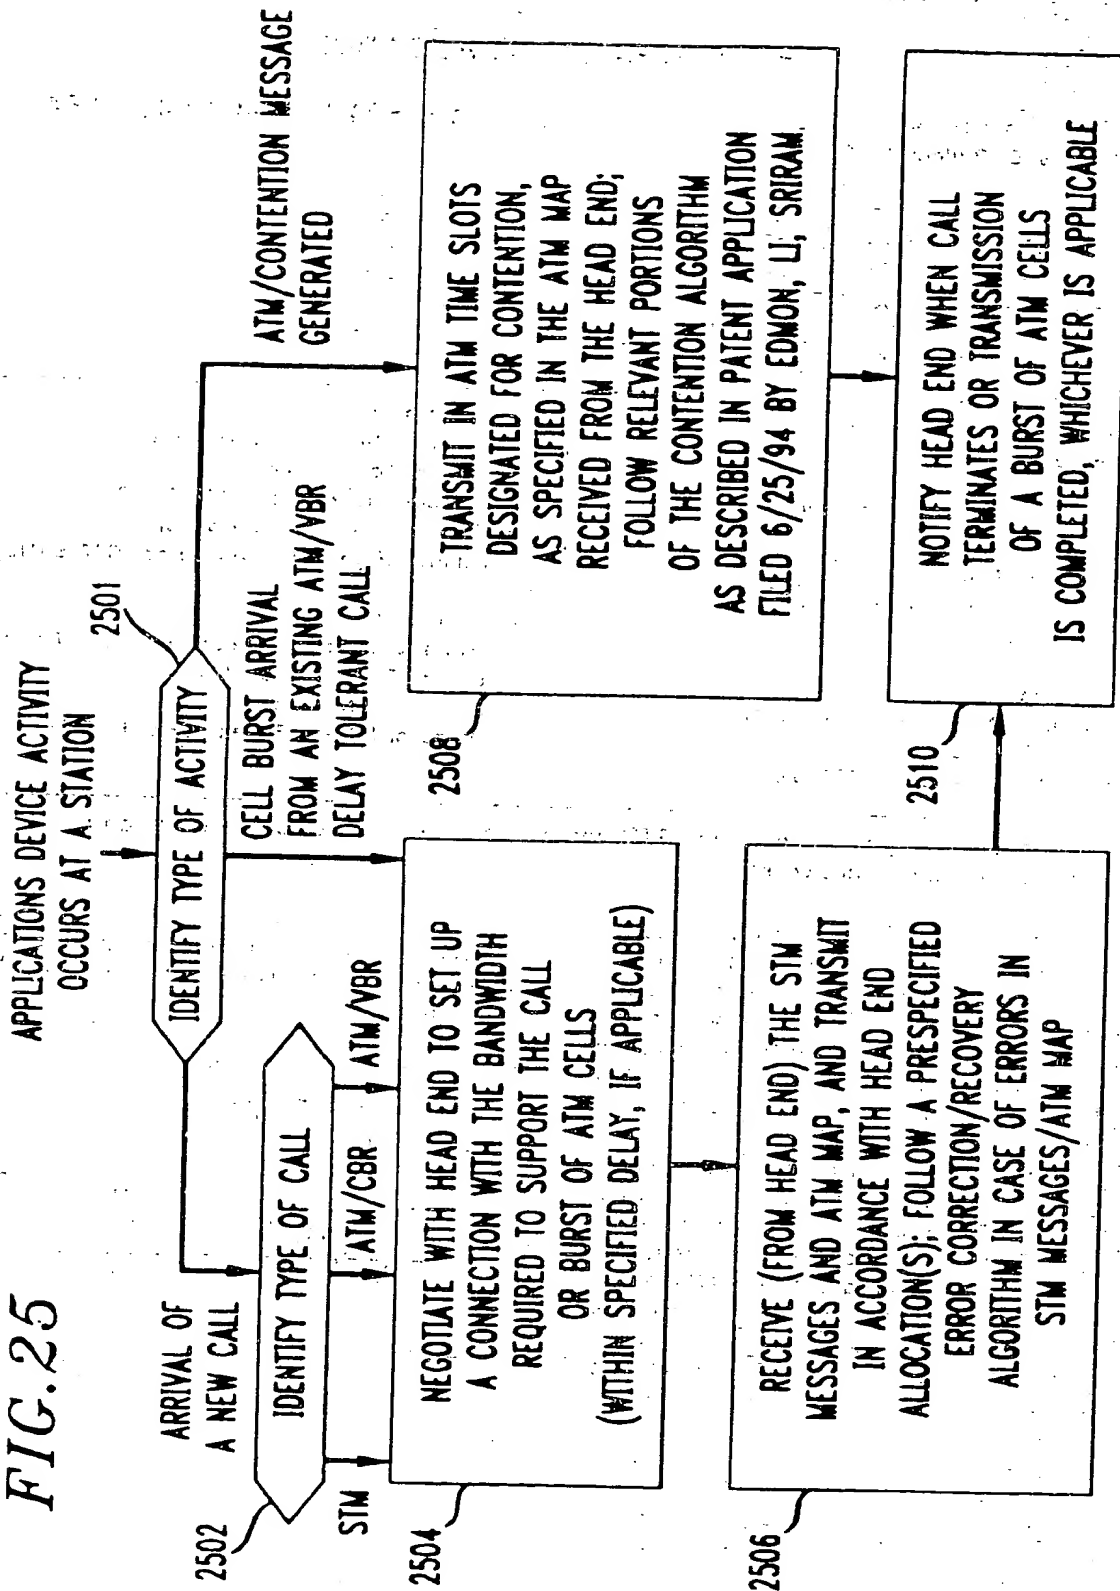 FIG.25
APPLICATIONS DEVICE ACTIVITY
OCCURS AT A STATION
2501
IDENTIFY TYPE OF ACTIVITY
ARRIVAL OF
A NEW CALL
CELL BURST ARRIVAL
FROM AN EXISTING ATM/VBR
DELAY TOLERANT CALL
ATM/CONTENTION MESSAGE
GENERATED
2502
IDENTIFY TYPE OF CALL
STM
ATM/CBR
ATM/VBR
2504
NEGOTIATE WITH HEAD END TO SET UP
A CONNECTION WITH THE BANDWIDTH
REQUIRED TO SUPPORT THE CALL
OR BURST OF ATM CELLS
(WITHIN SPECIFIED DELAY, IF APPLICABLE)
2508
TRANSMIT IN ATM TIME SLOTS
DESIGNATED FOR CONTENTION,
AS SPECIFIED IN THE ATM MAP
RECEIVED FROM THE HEAD END;
FOLLOW RELEVANT PORTIONS
OF THE CONTENTION ALGORITHM
AS DESCRIBED IN PATENT APPLICATION
FILED 6/25/94 BY EDMON, LI, SRIRAM.
2506
RECEIVE (FROM HEAD END) THE STM
MESSAGES AND ATM MAP, AND TRANSMIT
IN ACCORDANCE WITH HEAD END
ALLOCATION(S); FOLLOW A PRESPECIFIED
ERROR CORRECTION/RECOVERY
ALGORITHM IN CASE OF ERRORS IN
STM MESSAGES/ATM MAP
2510
NOTIFY HEAD END WHEN CALL
TERMINATES OR TRANSMISSION
OF A BURST OF ATM CELLS
IS COMPLETED, WHICHEVER IS APPLICABLE